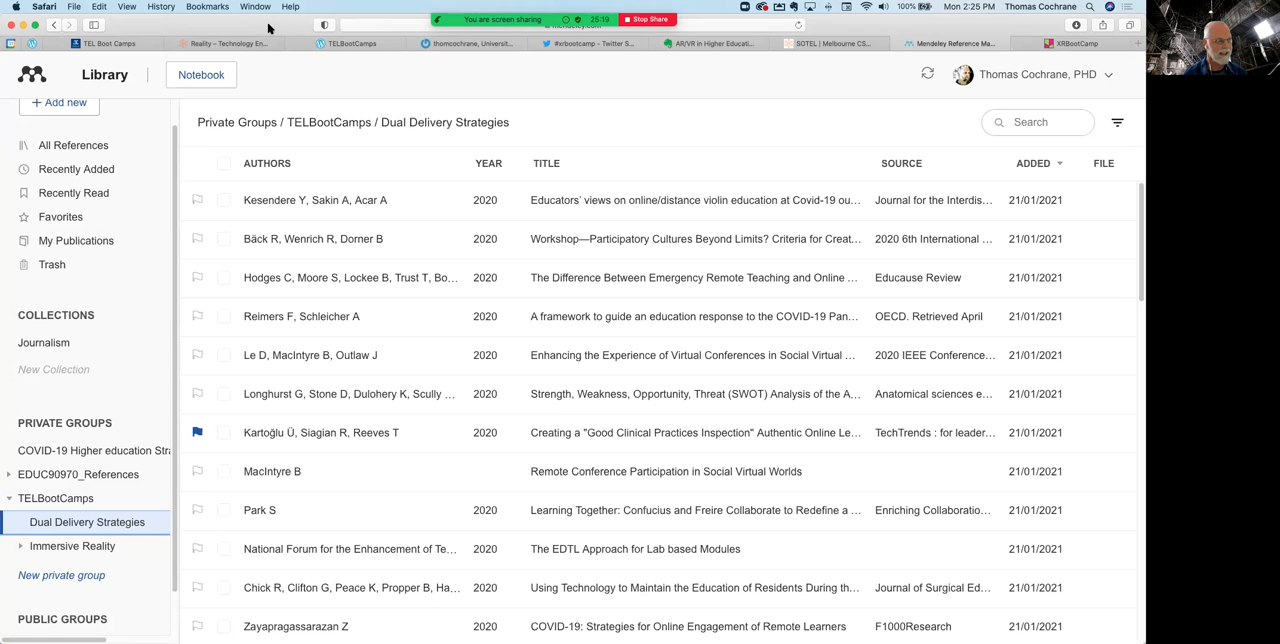 Safari File Edit View History Bookmarks Window Help 100% Mon 2:25 PM Thomas Cochrane
You are screen sharing 25:19 Stop Share
TEL Boot Camps Reality – Technology En... TELBootCamps thomcochrane, Universit... #xrbootcamp - Twitter S... AR/VR in Higher Educati... SOTEL | Melbourne CS... Mendeley Reference Ma... XRBootCamp
Library Notebook Thomas Cochrane, PHD
+ Add new
Private Groups / TELBootCamps / Dual Delivery Strategies Search
All References
Recently Added
Recently Read
Favorites
My Publications
Trash
COLLECTIONS
Journalism
New Collection
PRIVATE GROUPS
COVID-19 Higher education Stra
EDUC90970_References
TELBootCamps
Dual Delivery Strategies
Immersive Reality
New private group
PUBLIC GROUPS
AUTHORS YEAR TITLE SOURCE ADDED FILE
Kesendere Y, Sakin A, Acar A 2020 Educators' views on online/distance violin education at Covid-19 ou... Journal for the Interdis... 21/01/2021
Bäck R, Wenrich R, Dorner B 2020 Workshop—Participatory Cultures Beyond Limits? Criteria for Creat... 2020 6th International ... 21/01/2021
Hodges C, Moore S, Lockee B, Trust T, Bo... 2020 The Difference Between Emergency Remote Teaching and Online ... Educause Review 21/01/2021
Reimers F, Schleicher A 2020 A framework to guide an education response to the COVID-19 Pan... OECD. Retrieved April 21/01/2021
Le D, MacIntyre B, Outlaw J 2020 Enhancing the Experience of Virtual Conferences in Social Virtual ... 2020 IEEE Conference... 21/01/2021
Longhurst G, Stone D, Dulohery K, Scully ... 2020 Strength, Weakness, Opportunity, Threat (SWOT) Analysis of the A... Anatomical sciences e... 21/01/2021
Kartoğlu Ü, Siagian R, Reeves T 2020 Creating a "Good Clinical Practices Inspection" Authentic Online Le... TechTrends : for leader... 21/01/2021
MacIntyre B 2020 Remote Conference Participation in Social Virtual Worlds 21/01/2021
Park S 2020 Learning Together: Confucius and Freire Collaborate to Redefine a ... Enriching Collaboratio... 21/01/2021
National Forum for the Enhancement of Te... 2020 The EDTL Approach for Lab based Modules 21/01/2021
Chick R, Clifton G, Peace K, Propper B, Ha... 2020 Using Technology to Maintain the Education of Residents During th... Journal of Surgical Ed... 21/01/2021
Zayapragassarazan Z 2020 COVID-19: Strategies for Online Engagement of Remote Learners F1000Research 21/01/2021